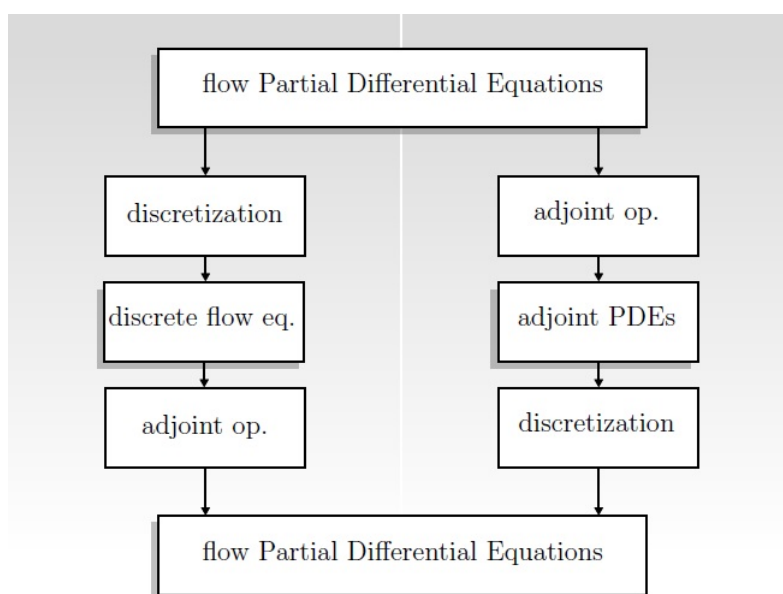 flow Partial Differential Equations
discretization
adjoint op.
discrete flow eq.
adjoint PDEs
adjoint op.
discretization
flow Partial Differential Equations